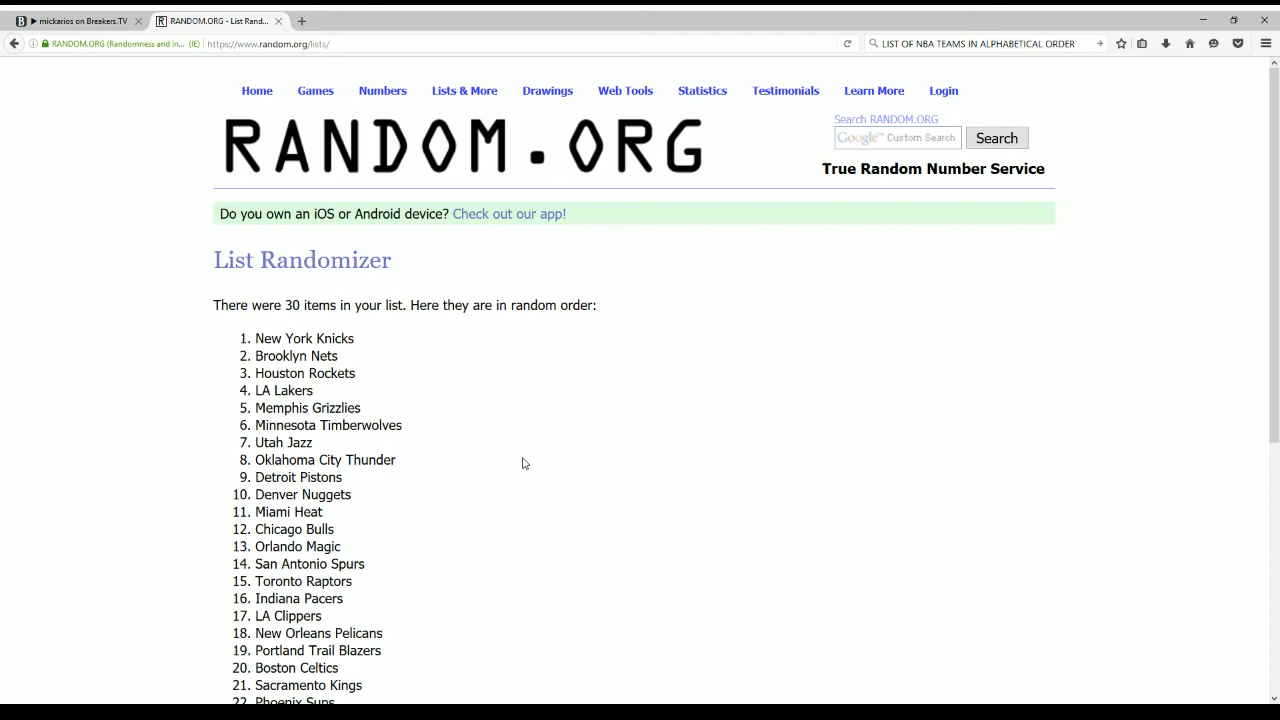 mickarios on Breakers.TV
RANDOM.ORG - List Rand...
RANDOM.ORG (Randomness and In... (IE)
https://www.random.org/lists/
LIST OF NBA TEAMS IN ALPHABETICAL ORDER
Home Games Numbers Lists & More Drawings Web Tools Statistics Testimonials Learn More Login
RANDOM.ORG
Search RANDOM.ORG
Google™ Custom Search
Search
True Random Number Service
Do you own an iOS or Android device? Check out our app!
List Randomizer
There were 30 items in your list. Here they are in random order:
1. New York Knicks
2. Brooklyn Nets
3. Houston Rockets
4. LA Lakers
5. Memphis Grizzlies
6. Minnesota Timberwolves
7. Utah Jazz
8. Oklahoma City Thunder
9. Detroit Pistons
10. Denver Nuggets
11. Miami Heat
12. Chicago Bulls
13. Orlando Magic
14. San Antonio Spurs
15. Toronto Raptors
16. Indiana Pacers
17. LA Clippers
18. New Orleans Pelicans
19. Portland Trail Blazers
20. Boston Celtics
21. Sacramento Kings
22. Phoenix Suns